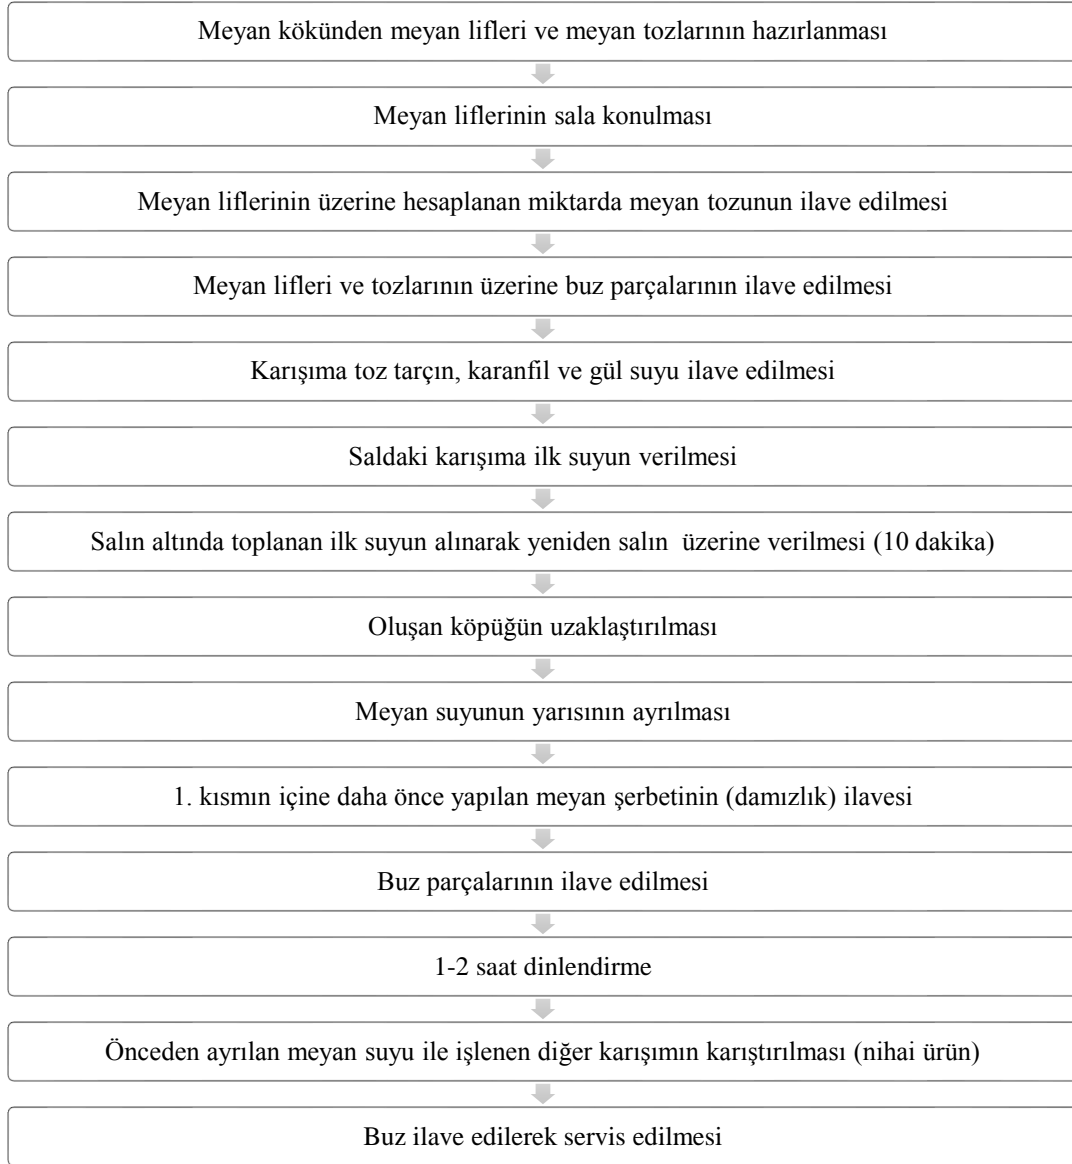 Meyan kökünden meyan lifleri ve meyan tozlarının hazırlanması
Meyan liflerinin sala konulması
Meyan liflerinin üzerine hesaplanan miktarda meyan tozunun ilave edilmesi
Meyan lifleri ve tozlarının üzerine buz parçalarının ilave edilmesi
Karışıma toz tarçın, karanfil ve gül suyu ilave edilmesi
Saldaki karışıma ilk suyun verilmesi
Salın altında toplanan ilk suyun alınarak yeniden salın üzerine verilmesi (10 dakika)
Oluşan köpüğün uzaklaştırılması
Meyan suyunun yarısının ayrılması
1. kısmın içine daha önce yapılan meyan şerbetinin (damızlık) ilavesi
Buz parçalarının ilave edilmesi
1-2 saat dinlendirme
Önceden ayrılan meyan suyu ile işlenen diğer karışımın karıştırılması (nihai ürün)
Buz ilave edilerek servis edilmesi